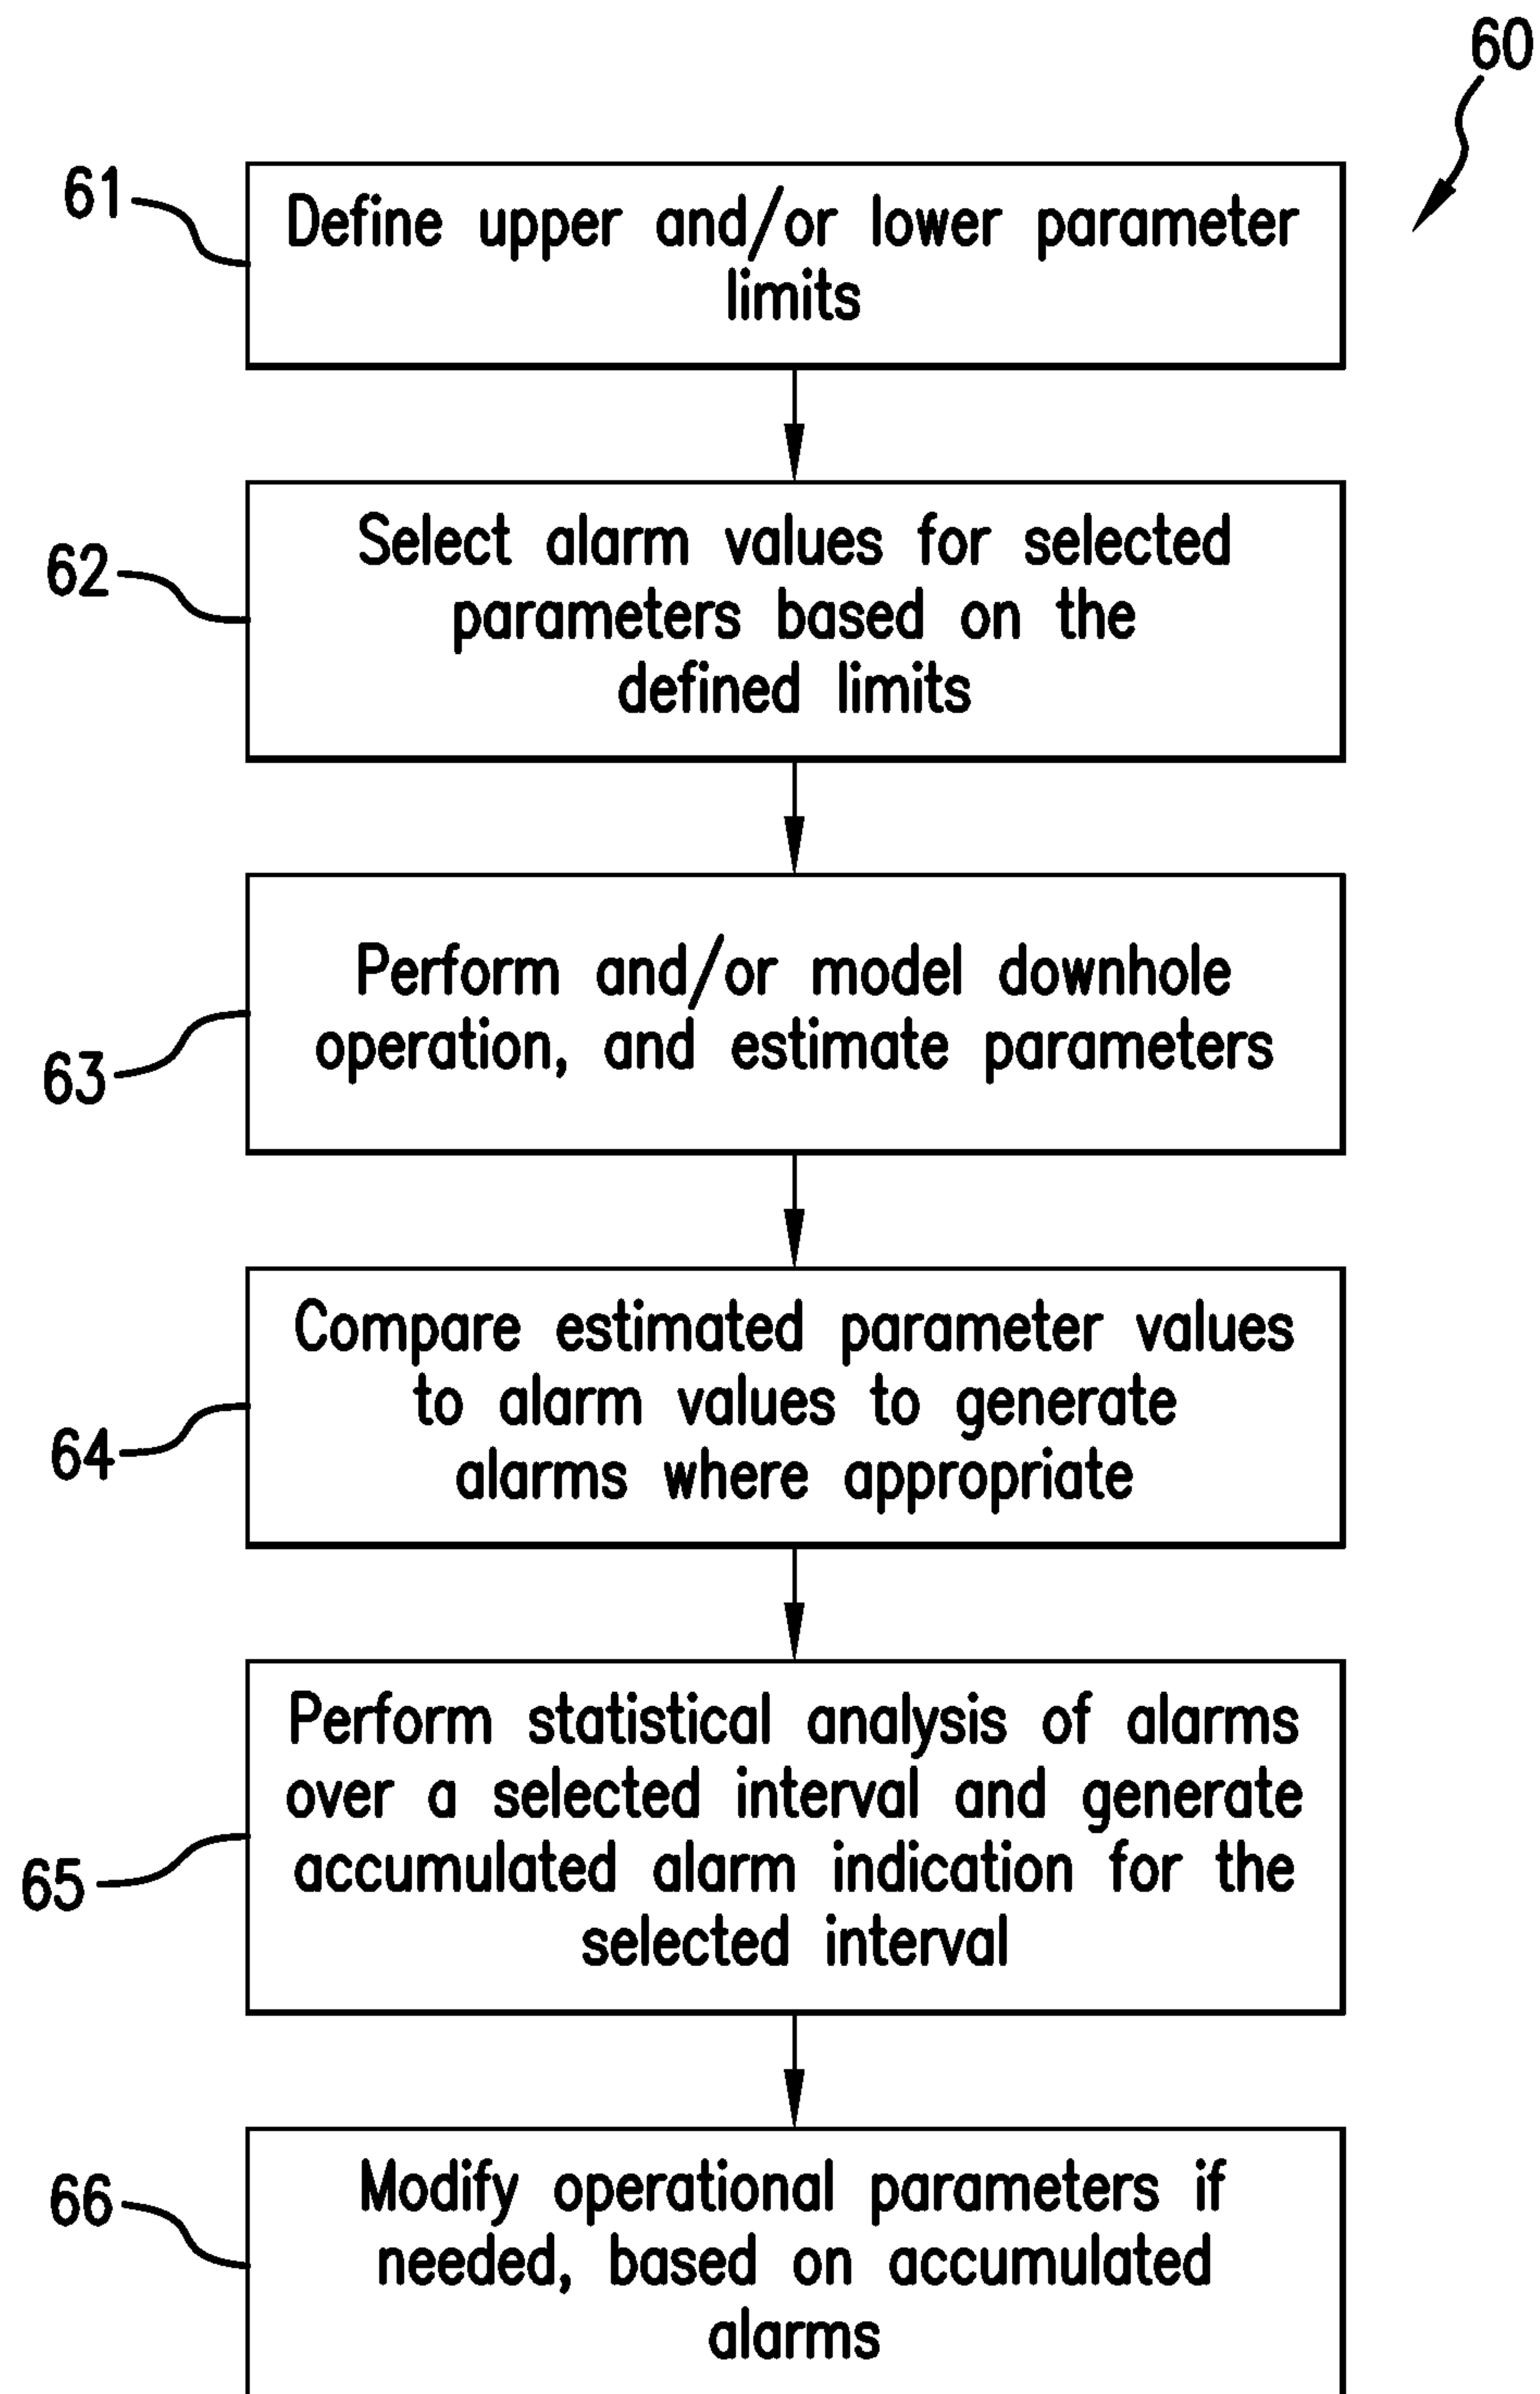 60
61
Define upper and/or lower parameter
limits
62
Select alarm values for selected
parameters based on the
defined limits
63
Perform and/or model downhole
operation, and estimate parameters
64
Compare estimated parameter values
to alarm values to generate
alarms where appropriate
65
Perform statistical analysis of alarms
over a selected interval and generate
accumulated alarm indication for the
selected interval
66
Modify operational parameters if
needed, based on accumulated
alarms